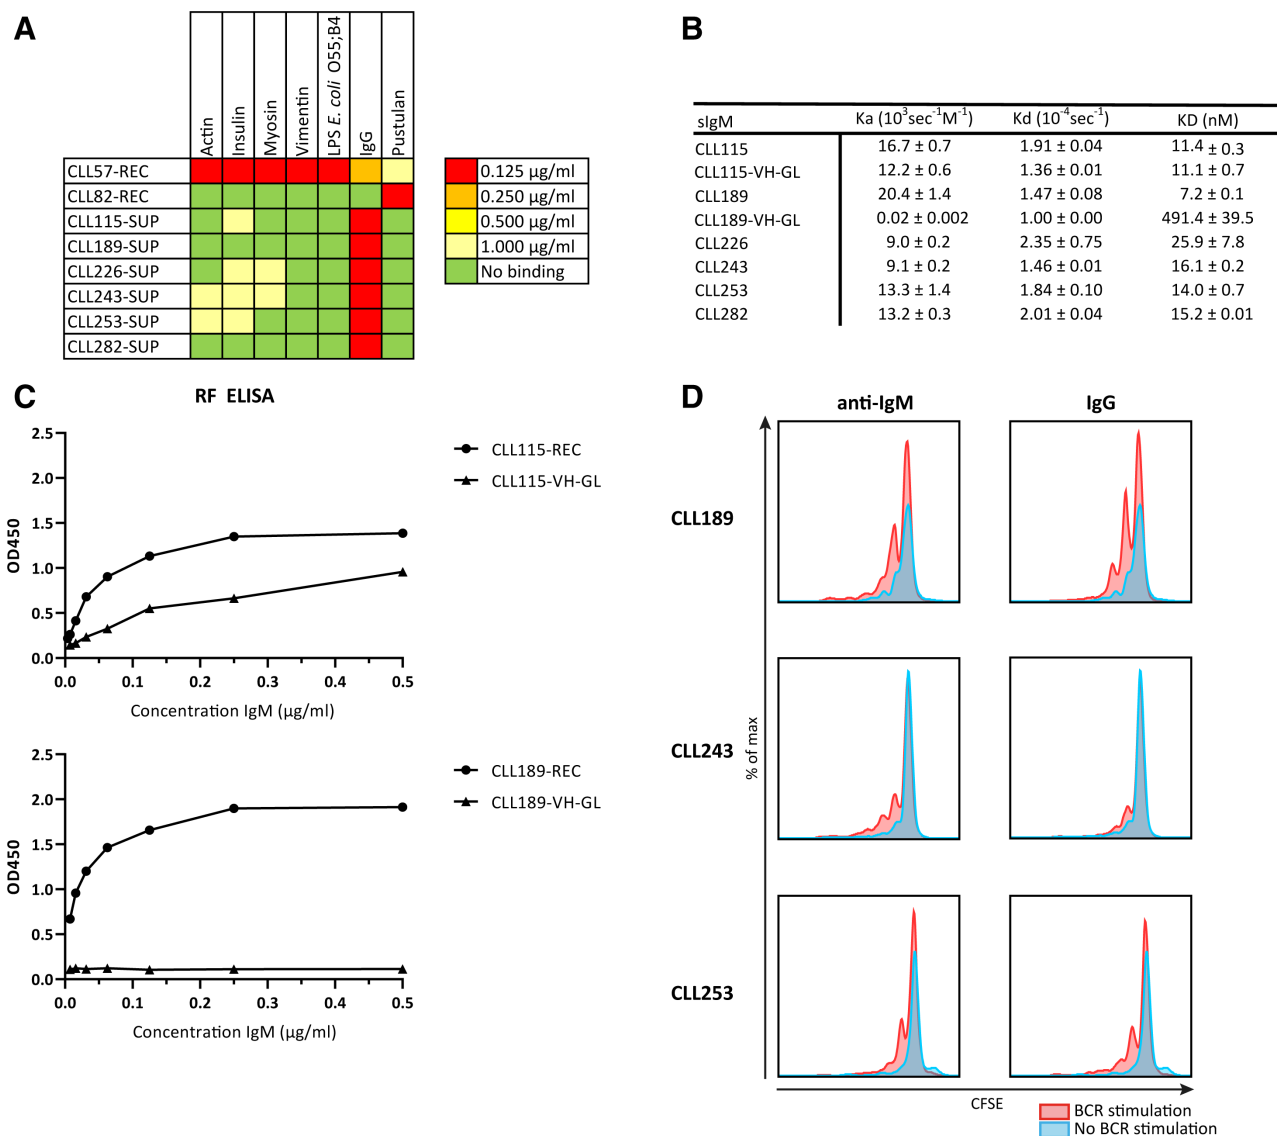 A
Actin
Insulin
Myosin
Vimentin
LPS E. coli O55;B4
IgG
Pustulan
CLL57-REC
CLL82-REC
CLL115-SUP
CLL189-SUP
CLL226-SUP
CLL243-SUP
CLL253-SUP
CLL282-SUP
0.125 µg/ml
0.250 µg/ml
0.500 µg/ml
1.000 µg/ml
No binding
B
sIgM Ka (10³sec⁻¹M⁻¹) Kd (10⁻⁴sec⁻¹) KD (nM)
CLL115 16.7 ± 0.7 1.91 ± 0.04 11.4 ± 0.3
CLL115-VH-GL 12.2 ± 0.6 1.36 ± 0.01 11.1 ± 0.7
CLL189 20.4 ± 1.4 1.47 ± 0.08 7.2 ± 0.1
CLL189-VH-GL 0.02 ± 0.002 1.00 ± 0.00 491.4 ± 39.5
CLL226 9.0 ± 0.2 2.35 ± 0.75 25.9 ± 7.8
CLL243 9.1 ± 0.2 1.46 ± 0.01 16.1 ± 0.2
CLL253 13.3 ± 1.4 1.84 ± 0.10 14.0 ± 0.7
CLL282 13.2 ± 0.3 2.01 ± 0.04 15.2 ± 0.01
C
RF ELISA
2.5
2.0
1.5
1.0
0.5
0.0
OD450
0.0 0.1 0.2 0.3 0.4 0.5
Concentration IgM (µg/ml)
CLL115-REC
CLL115-VH-GL
2.5
2.0
1.5
1.0
0.5
0.0
OD450
0.0 0.1 0.2 0.3 0.4 0.5
Concentration IgM (µg/ml)
CLL189-REC
CLL189-VH-GL
D
anti-IgM IgG
CLL189
CLL243
CLL253
% of max
CFSE
BCR stimulation
No BCR stimulation